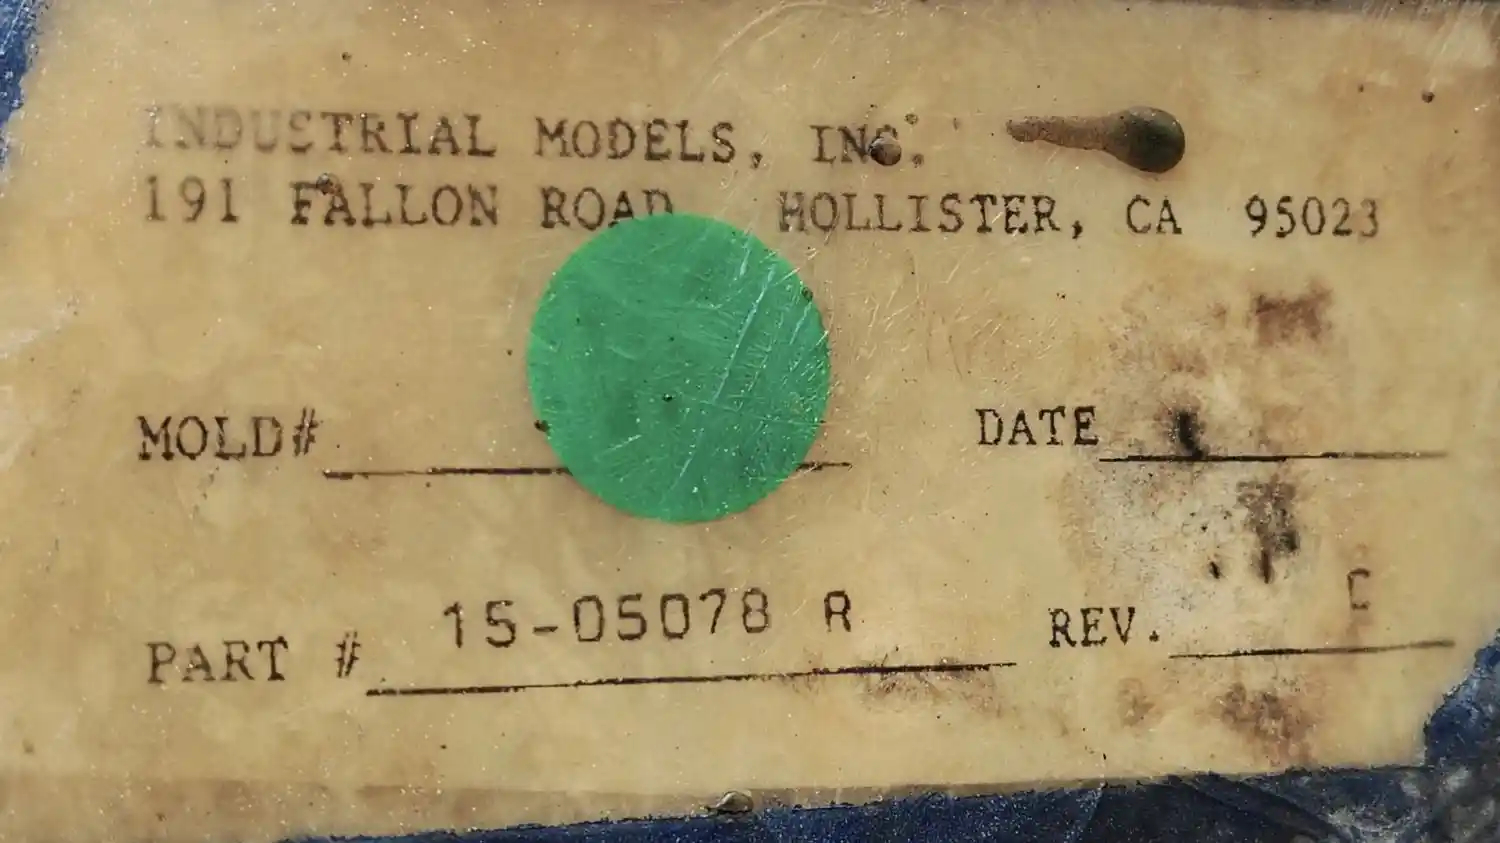 INDUSTRIAL MODELS, INC.
191 FALLON ROAD HOLLISTER, CA 95023
MOLD# DATE
PART # 15-05078 R REV. C